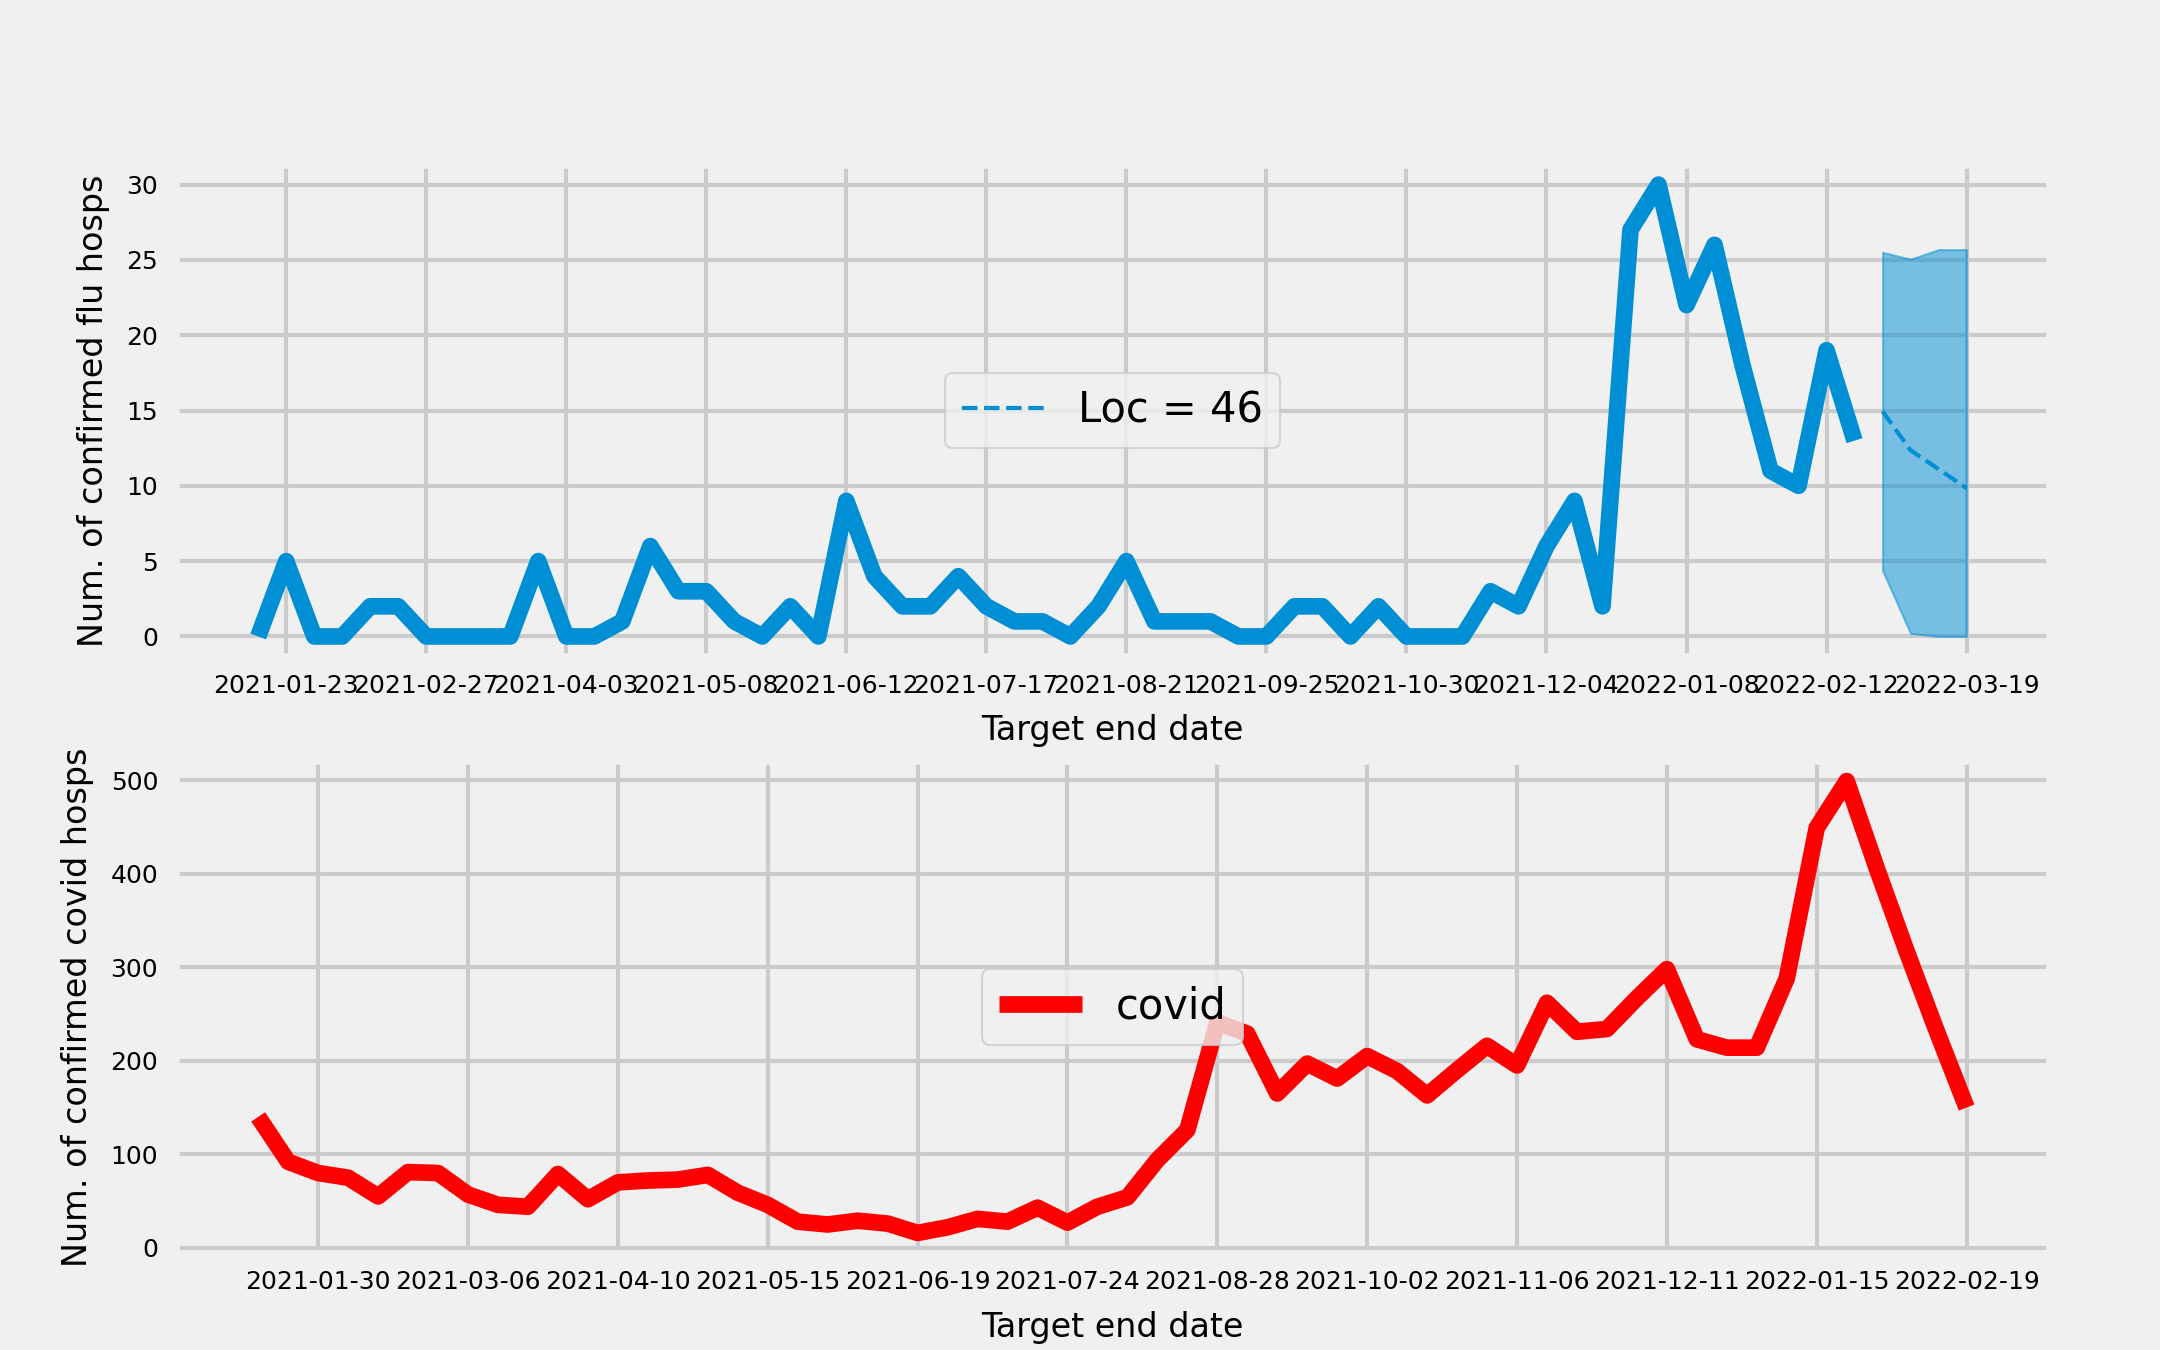 Num. of confirmed flu hosps
30
25
20
15
10
5
0
Loc = 46
2021-01-23 2021-02-27 2021-04-03 2021-05-08 2021-06-12 2021-07-17 2021-08-21 2021-09-25 2021-10-30 2021-12-04 2022-01-08 2022-02-12 2022-03-19
Target end date
Num. of confirmed covid hosps
500
400
300
200
100
0
covid
2021-01-30 2021-03-06 2021-04-10 2021-05-15 2021-06-19 2021-07-24 2021-08-28 2021-10-02 2021-11-06 2021-12-11 2022-01-15 2022-02-19
Target end date